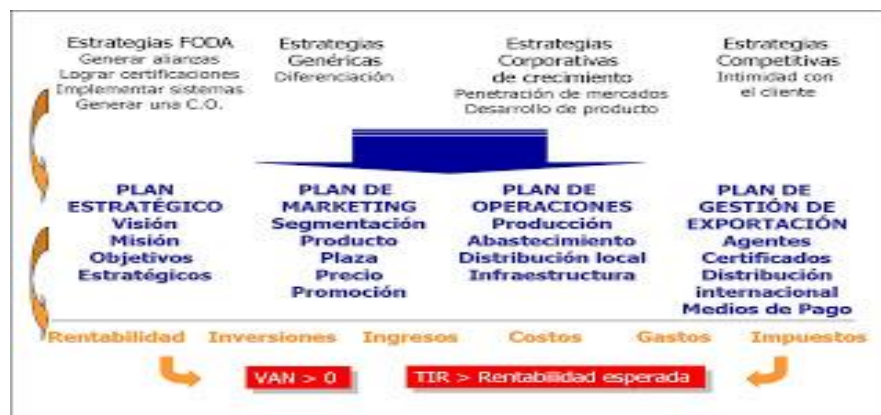 Estrategias FODA
Generar alianzas
Lograr certificaciones
Implementar sistemas
Generar una C.O.
Estrategias
Genéricas
Diferenciación
Estrategias
Corporativas
de crecimiento
Penetración de mercados
Desarrollo de producto
Estrategias
Competitivas
Intimidad con
el cliente
PLAN
ESTRATÉGICO
Visión
Misión
Objetivos
Estratégicos
PLAN DE
MARKETING
Segmentación
Producto
Plaza
Precio
Promoción
PLAN DE
OPERACIONES
Producción
Abastecimiento
Distribución local
Infraestructura
PLAN DE
GESTIÓN DE
EXPORTACIÓN
Agentes
Certificados
Distribución
internacional
Medios de Pago
Rentabilidad Inversiones Ingresos Costos Gastos Impuestos
VAN > 0 TIR > Rentabilidad esperada